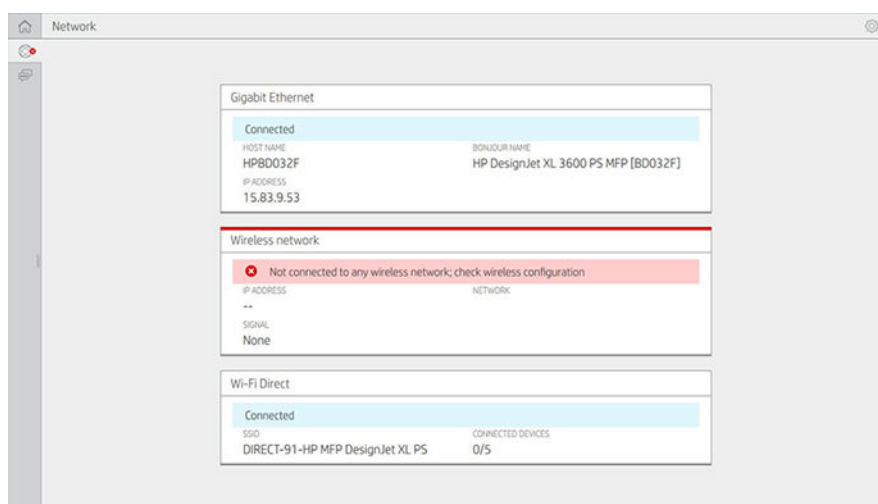 Network
Gigabit Ethernet
Connected
HOST NAME BONJOUR NAME
HPBD032F HP DesignJet XL 3600 PS MFP [BD032F]
IP ADDRESS
15.83.9.53
Wireless network
Not connected to any wireless network; check wireless configuration
IP ADDRESS NETWORK
--
SIGNAL
None
Wi-Fi Direct
Connected
SSID CONNECTED DEVICES
DIRECT-91-HP MFP DesignJet XL PS 0/5